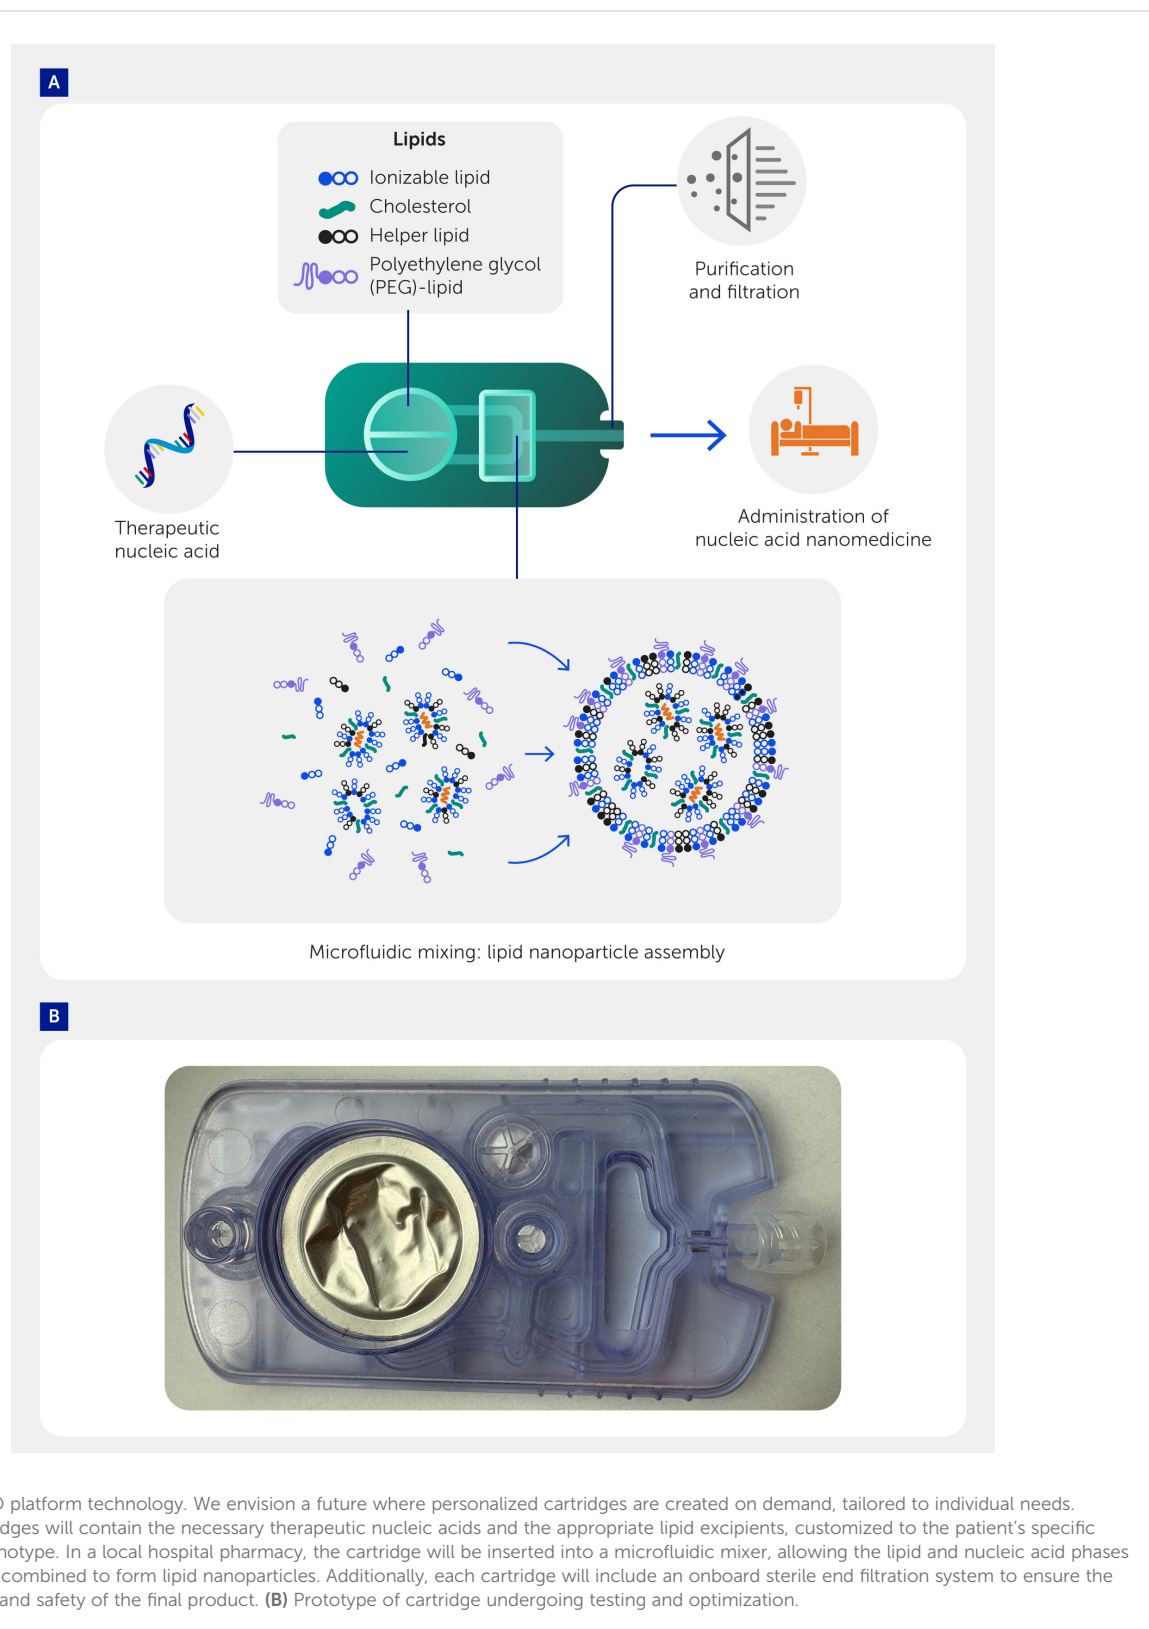 A
Lipids
Ionizable lipid
Cholesterol
Helper lipid
Polyethylene glycol
(PEG)-lipid
Purification
and filtration
Therapeutic
nucleic acid
Administration of
nucleic acid nanomedicine
Microfluidic mixing: lipid nanoparticle assembly
B
platform technology. We envision a future where personalized cartridges are created on demand, tailored to individual needs.
dges will contain the necessary therapeutic nucleic acids and the appropriate lipid excipients, customized to the patient's specific
notype. In a local hospital pharmacy, the cartridge will be inserted into a microfluidic mixer, allowing the lipid and nucleic acid phases
combined to form lipid nanoparticles. Additionally, each cartridge will include an onboard sterile end filtration system to ensure the
and safety of the final product. (B) Prototype of cartridge undergoing testing and optimization.